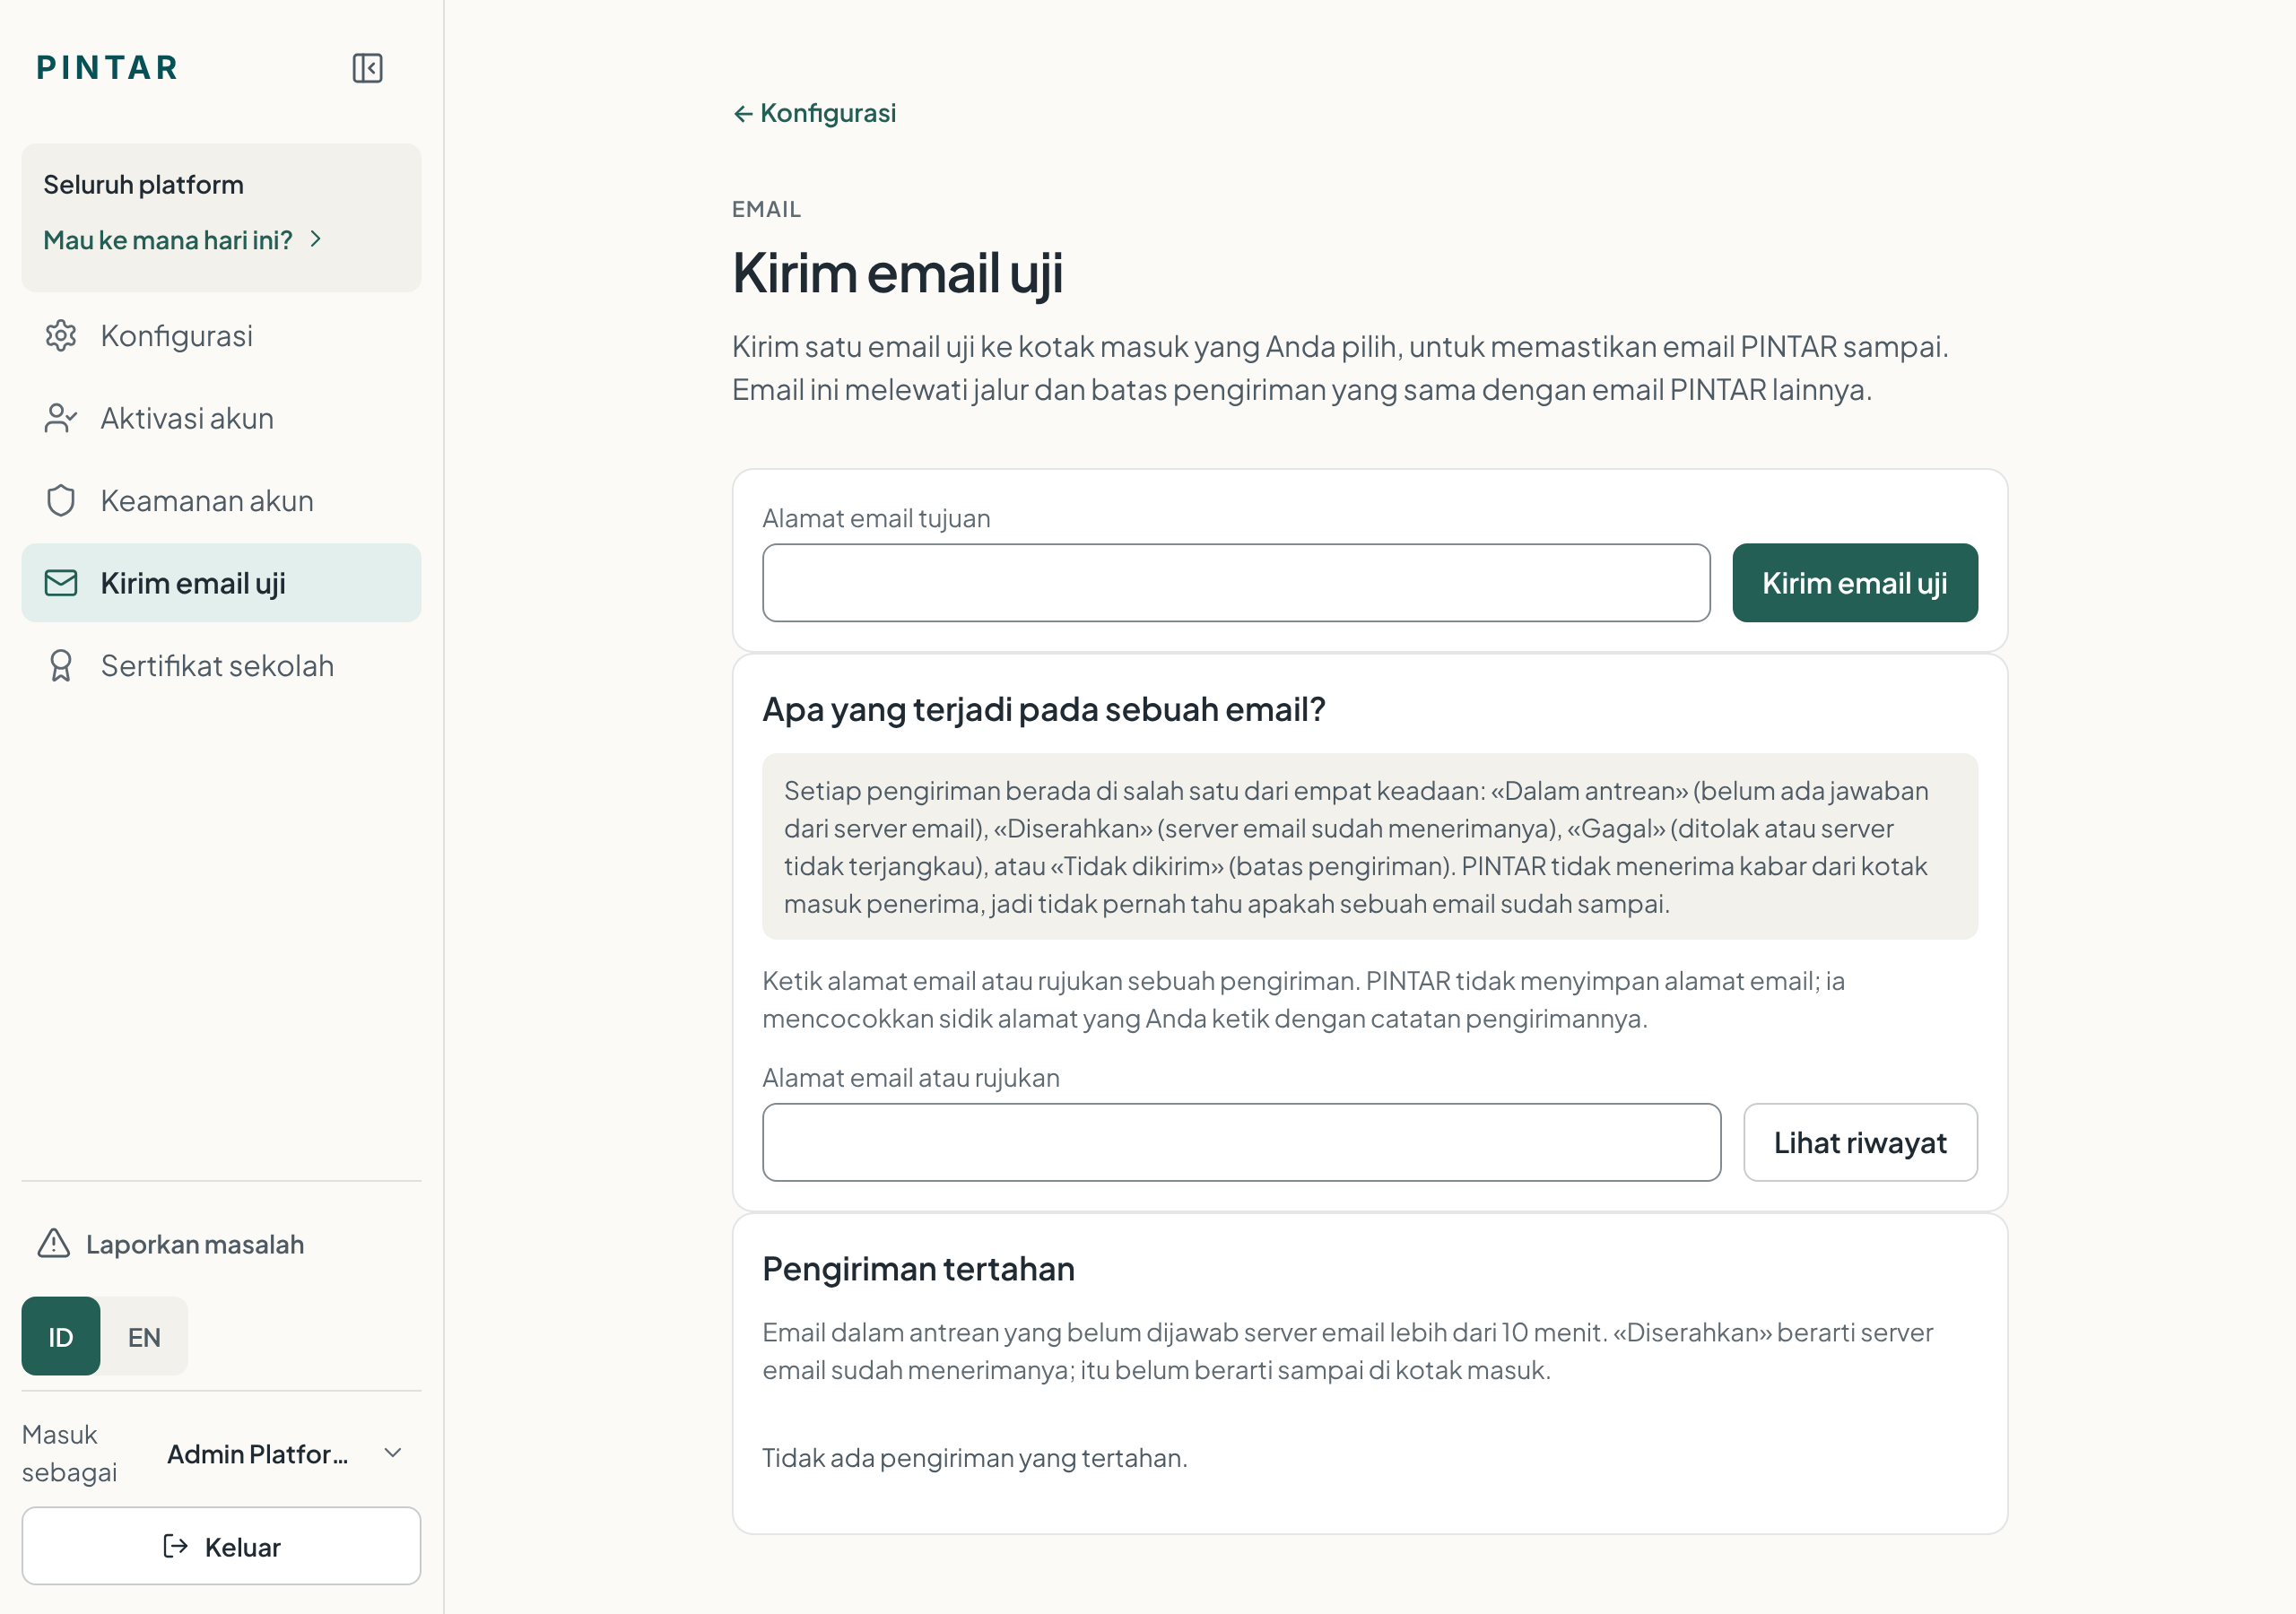 PINTAR
Seluruh platform
Mau ke mana hari ini?
Konfigurasi
Aktivasi akun
Keamanan akun
Kirim email uji
Sertifikat sekolah
Laporkan masalah
ID
EN
Masuk
sebagai
Admin Platfor...
Keluar
← Konfigurasi
EMAIL
Kirim email uji
Kirim satu email uji ke kotak masuk yang Anda pilih, untuk memastikan email PINTAR sampai.
Email ini melewati jalur dan batas pengiriman yang sama dengan email PINTAR lainnya.
Alamat email tujuan
Kirim email uji
Apa yang terjadi pada sebuah email?
Setiap pengiriman berada di salah satu dari empat keadaan: «Dalam antrean» (belum ada jawaban
dari server email), «Diserahkan» (server email sudah menerimanya), «Gagal» (ditolak atau server
tidak terjangkau), atau «Tidak dikirim» (batas pengiriman). PINTAR tidak menerima kabar dari kotak
masuk penerima, jadi tidak pernah tahu apakah sebuah email sudah sampai.
Ketik alamat email atau rujukan sebuah pengiriman. PINTAR tidak menyimpan alamat email; ia
mencocokkan sidik alamat yang Anda ketik dengan catatan pengirimannya.
Alamat email atau rujukan
Lihat riwayat
Pengiriman tertahan
Email dalam antrean yang belum dijawab server email lebih dari 10 menit. «Diserahkan» berarti server
email sudah menerimanya; itu belum berarti sampai di kotak masuk.
Tidak ada pengiriman yang tertahan.